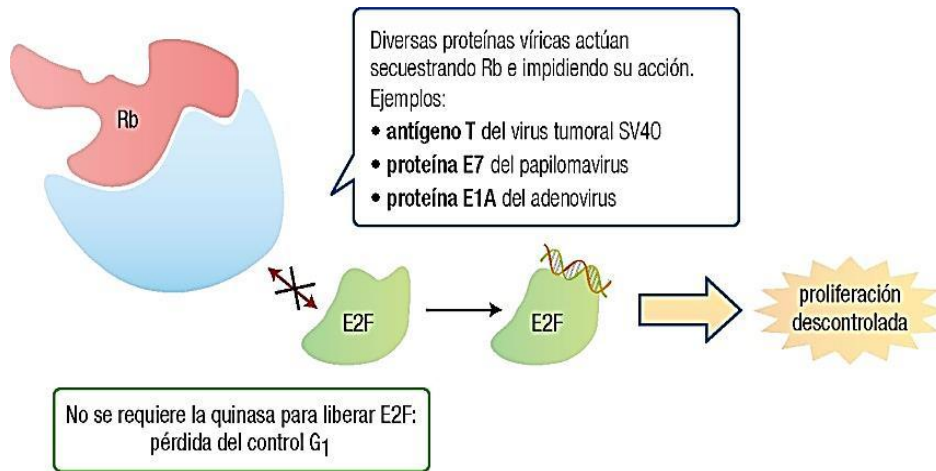 Rb
Diversas proteínas víricas actúan
secuestrando Rb e impidiendo su acción.
Ejemplos:
• antígeno T del virus tumoral SV40
• proteína E7 del papilomavirus
• proteína E1A del adenovirus
E2F
E2F
proliferación
descontrolada
No se requiere la quinasa para liberar E2F:
pérdida del control G1